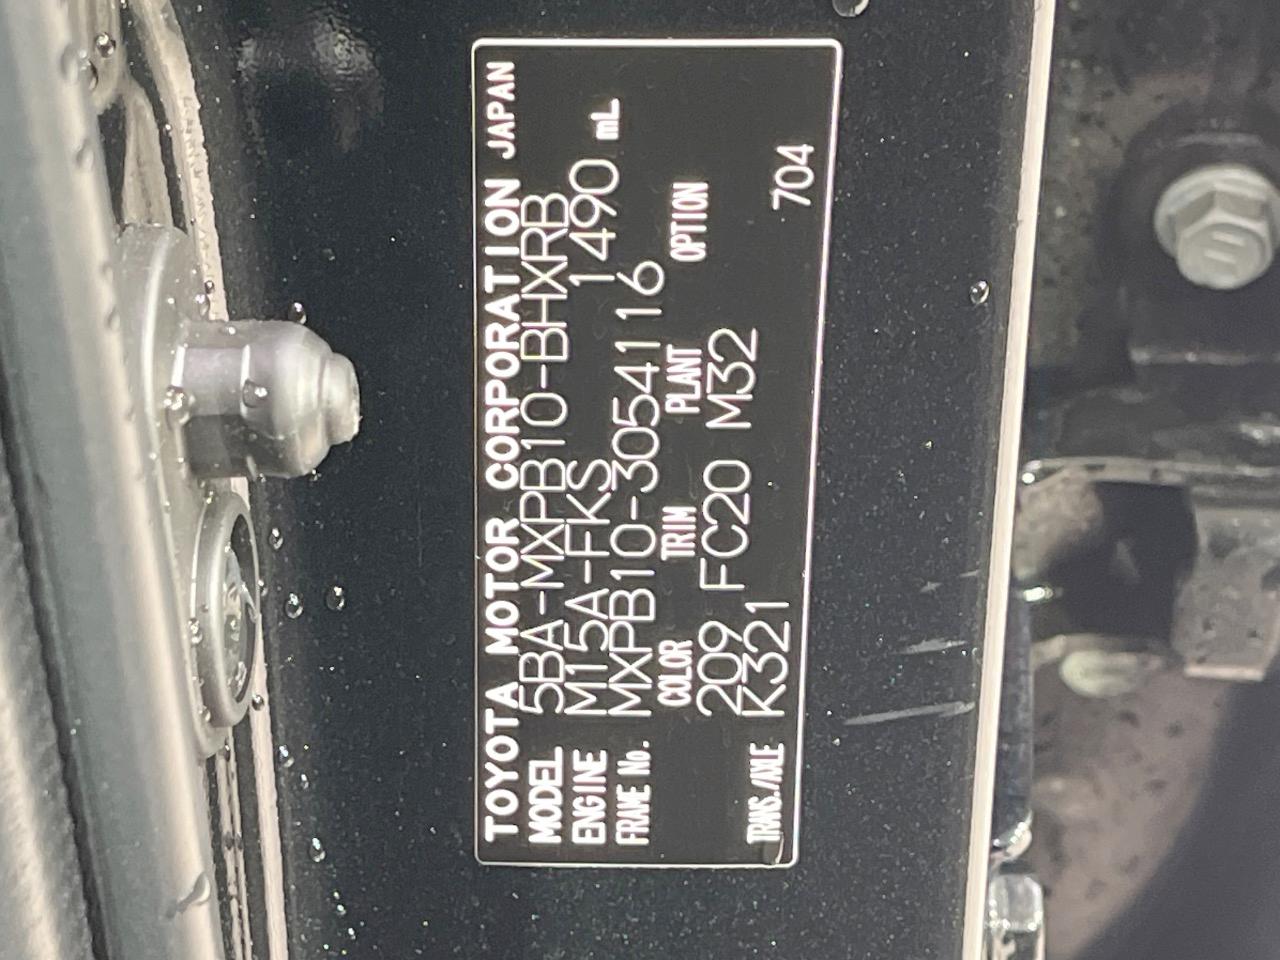 TOYOTA MOTOR CORPORATION JAPAN
MODEL 5BA-MXPB10-BHXRB
ENGINE M15A-FKS 1490 mL
FRAME No. MXPB10-3054116
COLOR TRIM PLANT OPTION
209 FC20 M32
TRANS./AXLE K321 704